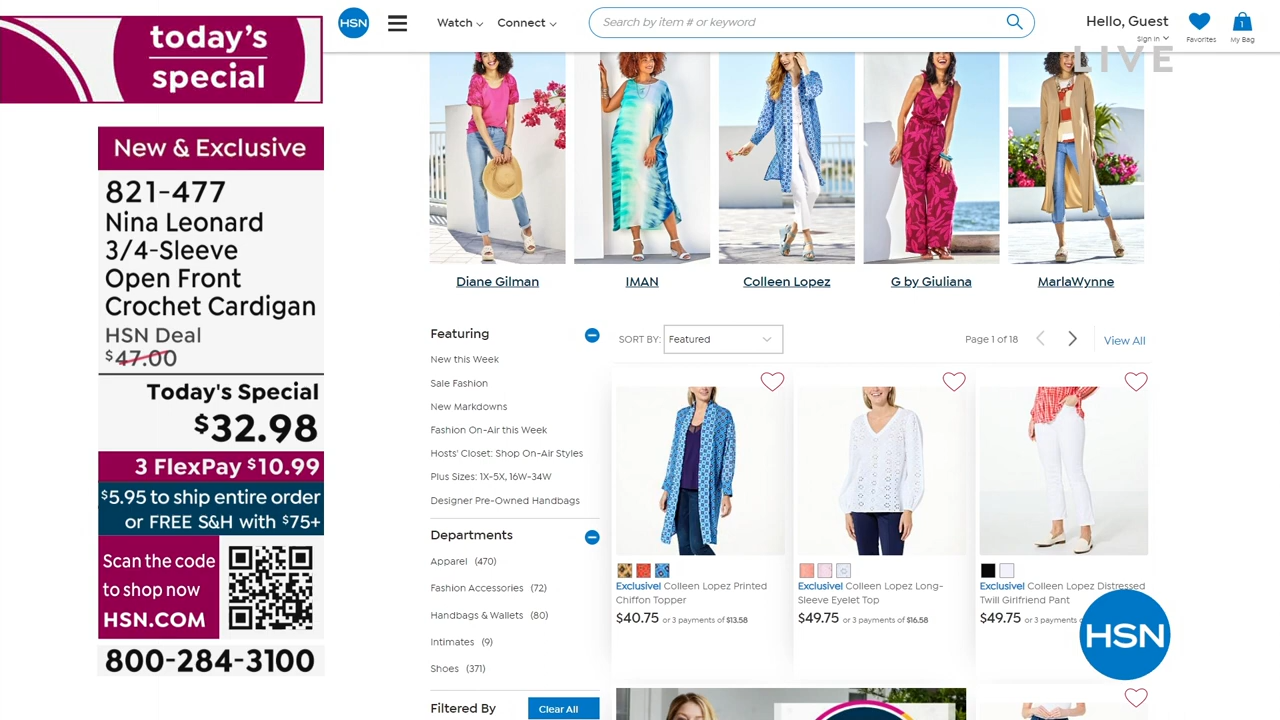 today's
special
New & Exclusive
821-477
Nina Leonard
3/4-Sleeve
Open Front
Crochet Cardigan
HSN Deal
$47.00
Today's Special
$32.98
3 FlexPay $10.99
$5.95 to ship entire order
or FREE S&H with $75+
Scan the code
to shop now
HSN.COM
800-284-3100
HSN
Watch
Connect
Search by item # or keyword
Hello, Guest
Sign in
Favorites
1
My Bag
LIVE
Diane Gilman
IMAN
Colleen Lopez
G by Giuliana
MarlaWynne
Featuring
New this Week
Sale Fashion
New Markdowns
Fashion On-Air this Week
Hosts' Closet: Shop On-Air Styles
Plus Sizes: 1X-5X, 16W-34W
Designer Pre-Owned Handbags
Departments
Apparel (470)
Fashion Accessories (72)
Handbags & Wallets (80)
Intimates (9)
Shoes (371)
Filtered By
Clear All
SORT BY: Featured
Page 1 of 18
View All
Exclusive! Colleen Lopez Printed
Chiffon Topper
$40.75 or 3 payments of $13.58
Exclusive! Colleen Lopez Long-
Sleeve Eyelet Top
$49.75 or 3 payments of $16.58
Exclusive! Colleen Lopez Distressed
Twill Girlfriend Pant
$49.75 or 3 payments
HSN